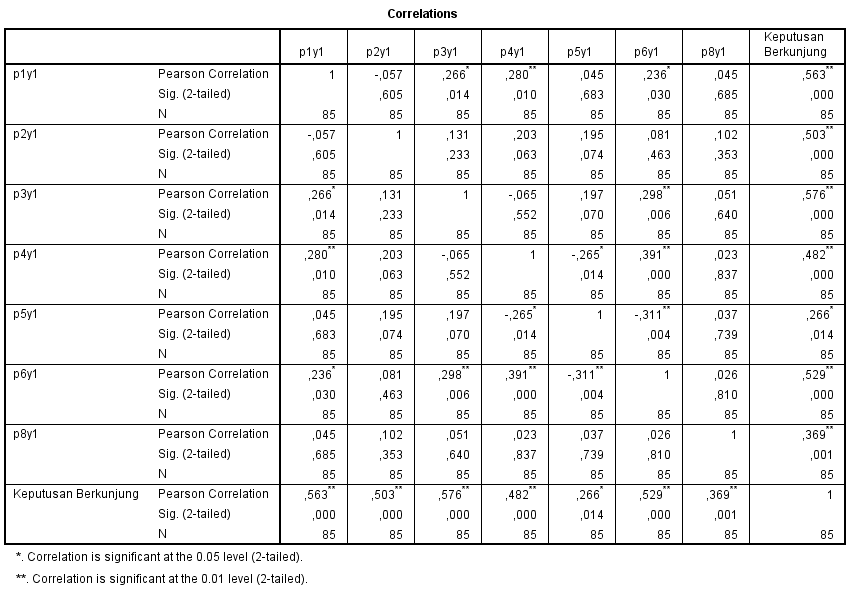 Correlations
p1y1 p2y1 p3y1 p4y1 p5y1 p6y1 p8y1 Keputusan
Berkunjung
p1y1 Pearson Correlation 1 -,057 ,266* ,280** ,045 ,236* ,045 ,563**
Sig. (2-tailed) ,605 ,014 ,010 ,683 ,030 ,685 ,000
N 85 85 85 85 85 85 85 85
p2y1 Pearson Correlation -,057 1 ,131 ,203 ,195 ,081 ,102 ,503**
Sig. (2-tailed) ,605 ,233 ,063 ,074 ,463 ,353 ,000
N 85 85 85 85 85 85 85 85
p3y1 Pearson Correlation ,266* ,131 1 -,065 ,197 ,298** ,051 ,576**
Sig. (2-tailed) ,014 ,233 ,552 ,070 ,006 ,640 ,000
N 85 85 85 85 85 85 85 85
p4y1 Pearson Correlation ,280** ,203 -,065 1 -,265* ,391** ,023 ,482**
Sig. (2-tailed) ,010 ,063 ,552 ,014 ,000 ,837 ,000
N 85 85 85 85 85 85 85 85
p5y1 Pearson Correlation ,045 ,195 ,197 -,265* 1 -,311** ,037 ,266*
Sig. (2-tailed) ,683 ,074 ,070 ,014 ,004 ,739 ,014
N 85 85 85 85 85 85 85 85
p6y1 Pearson Correlation ,236* ,081 ,298** ,391** -,311** 1 ,026 ,529**
Sig. (2-tailed) ,030 ,463 ,006 ,000 ,004 ,810 ,000
N 85 85 85 85 85 85 85 85
p8y1 Pearson Correlation ,045 ,102 ,051 ,023 ,037 ,026 1 ,369**
Sig. (2-tailed) ,685 ,353 ,640 ,837 ,739 ,810 ,001
N 85 85 85 85 85 85 85 85
Keputusan Berkunjung Pearson Correlation ,563** ,503** ,576** ,482** ,266* ,529** ,369** 1
Sig. (2-tailed) ,000 ,000 ,000 ,000 ,014 ,000 ,001
N 85 85 85 85 85 85 85 85
*. Correlation is significant at the 0.05 level (2-tailed).
**. Correlation is significant at the 0.01 level (2-tailed).